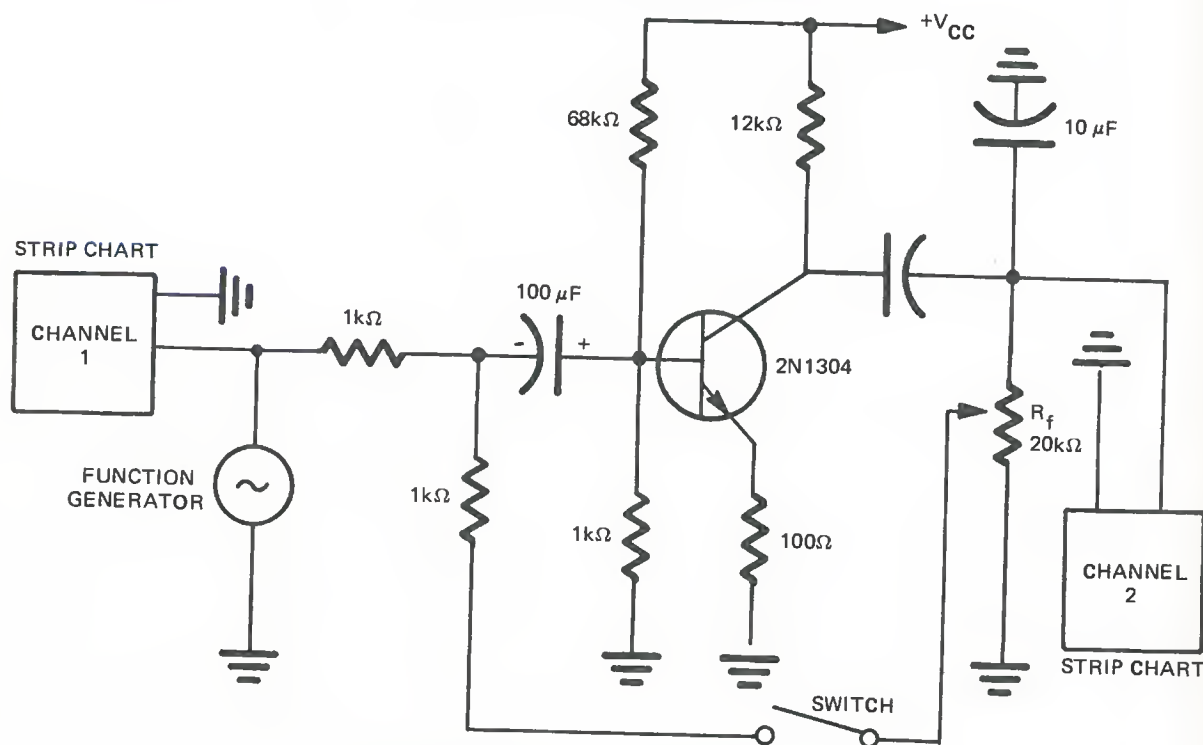 +VCC
68kΩ
12kΩ
10 μF
STRIP CHART
CHANNEL
1
1kΩ
100 μF
-
+
2N1304
Rf
20kΩ
FUNCTION
GENERATOR
1kΩ
1kΩ
100Ω
CHANNEL
2
STRIP CHART
SWITCH